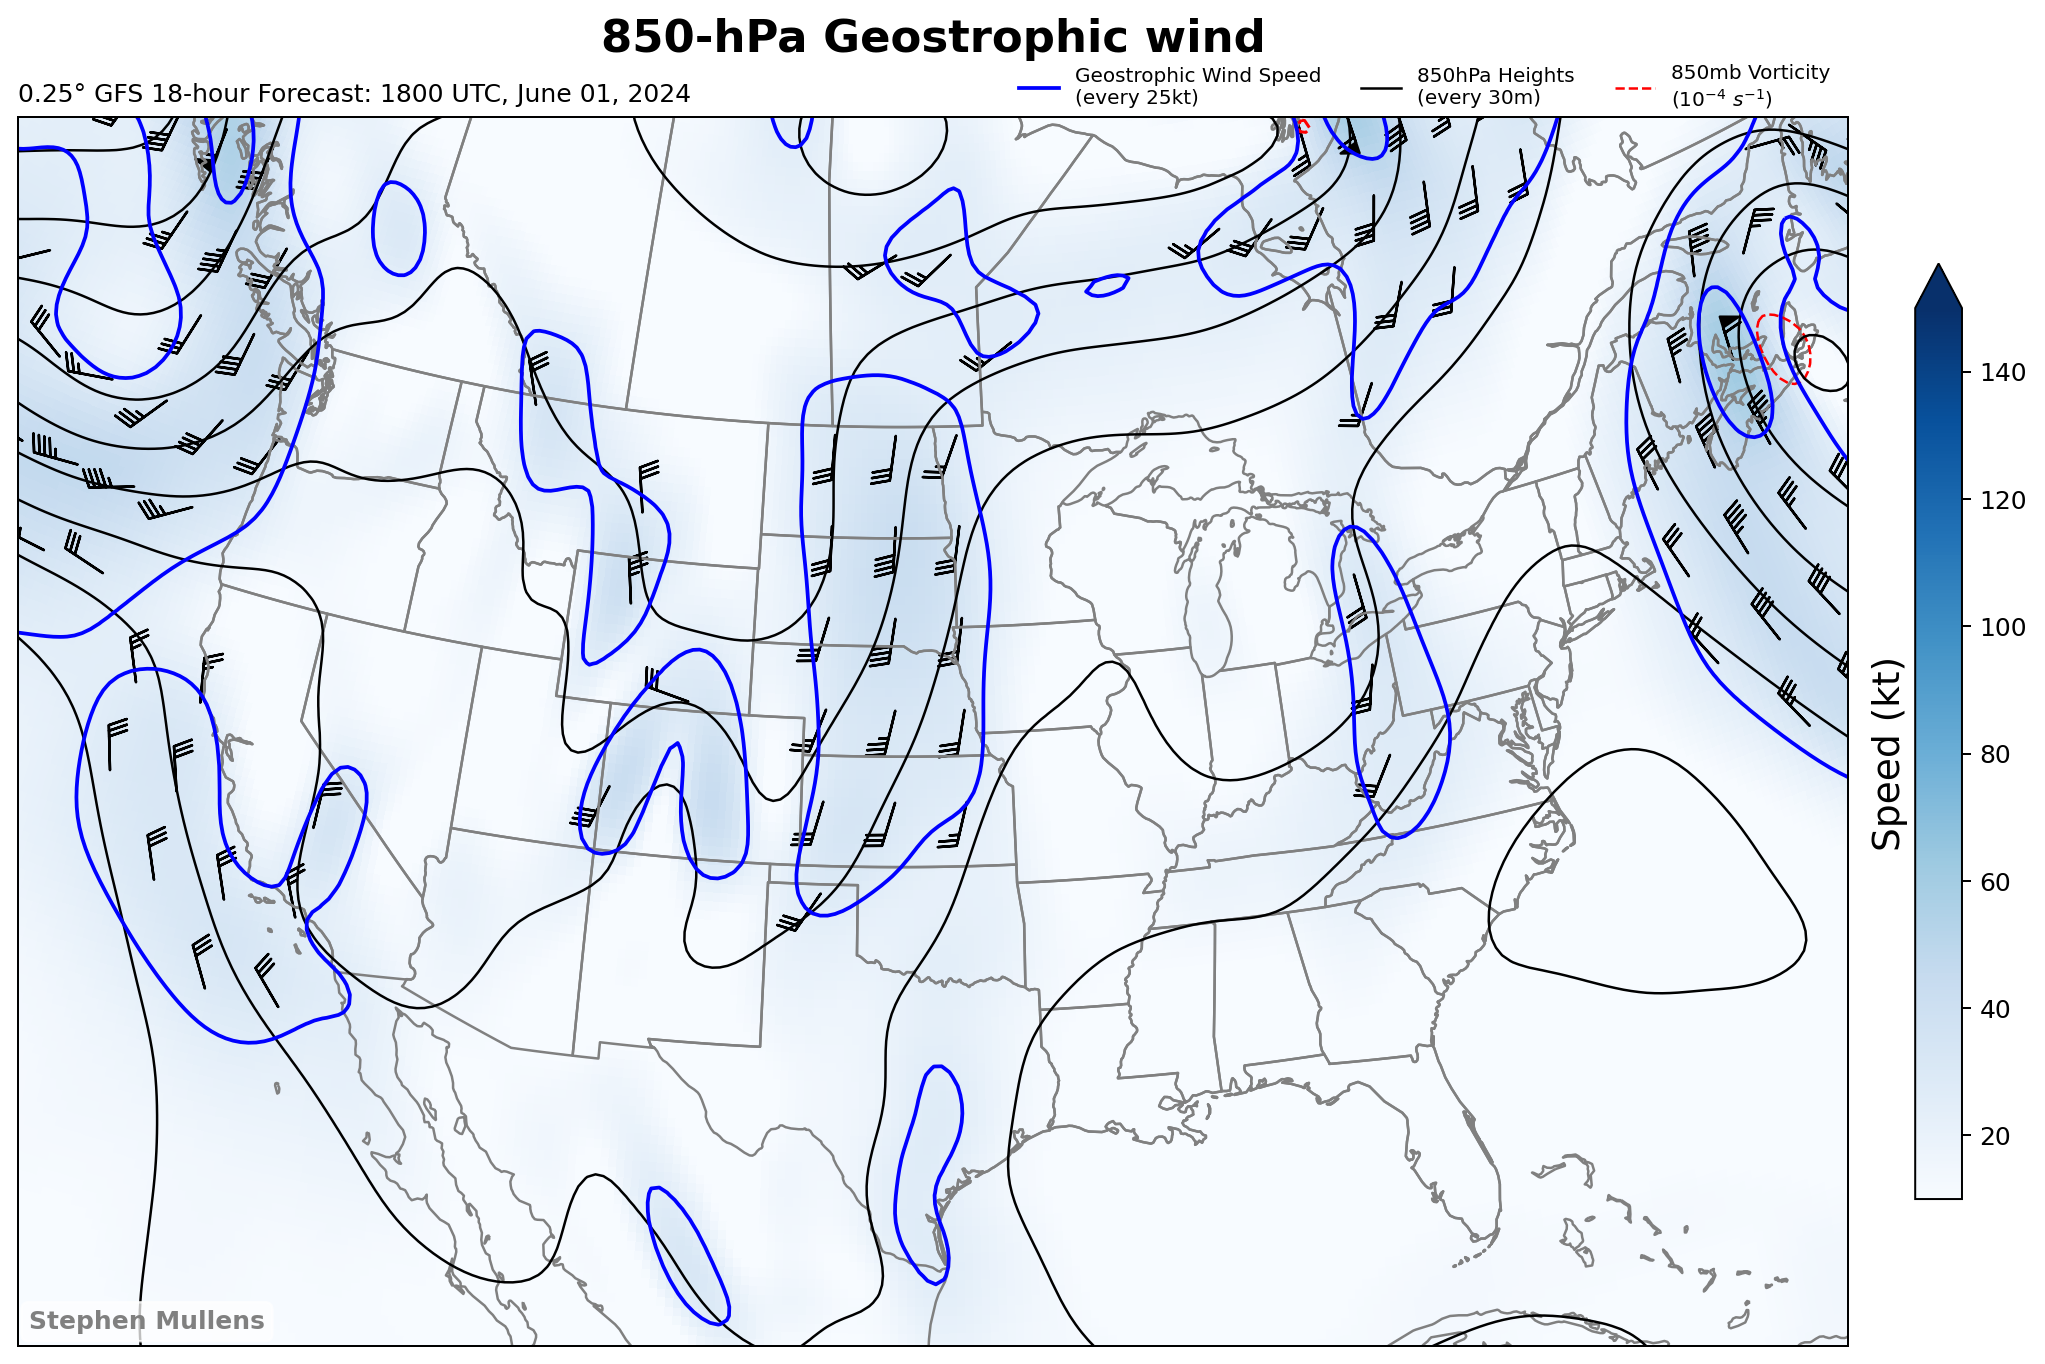 850-hPa Geostrophic wind
0.25° GFS 18-hour Forecast: 1800 UTC, June 01, 2024
Geostrophic Wind Speed
(every 25kt)
850hPa Heights
(every 30m)
850mb Vorticity
(10⁻⁴ s⁻¹)
140
120
100
80
60
40
20
Speed (kt)
Stephen Mullens